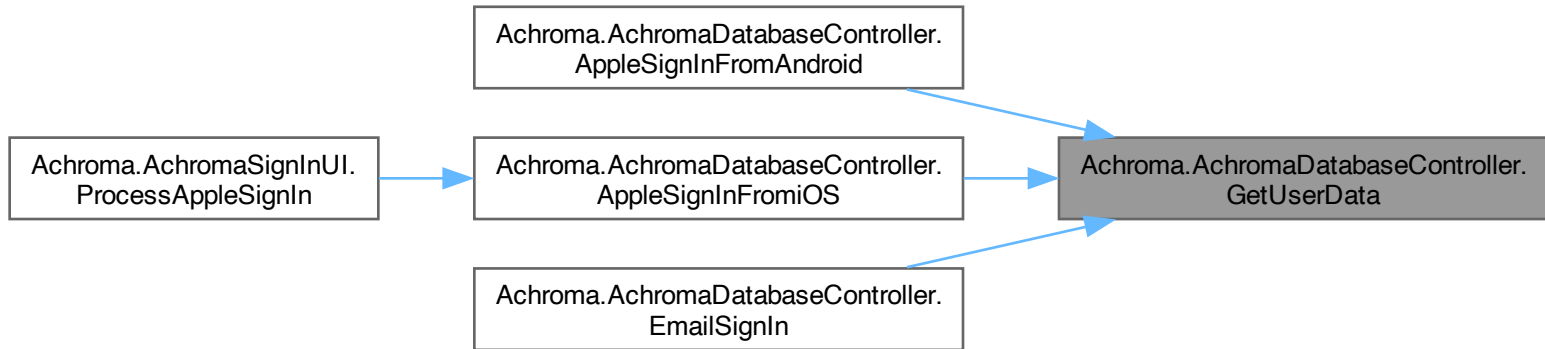 Achroma.AchromaDatabaseController.
AppleSignInFromAndroid
Achroma.AchromaSignInUI.
ProcessAppleSignIn
Achroma.AchromaDatabaseController.
AppleSignInFromiOS
Achroma.AchromaDatabaseController.
GetUserData
Achroma.AchromaDatabaseController.
EmailSignIn